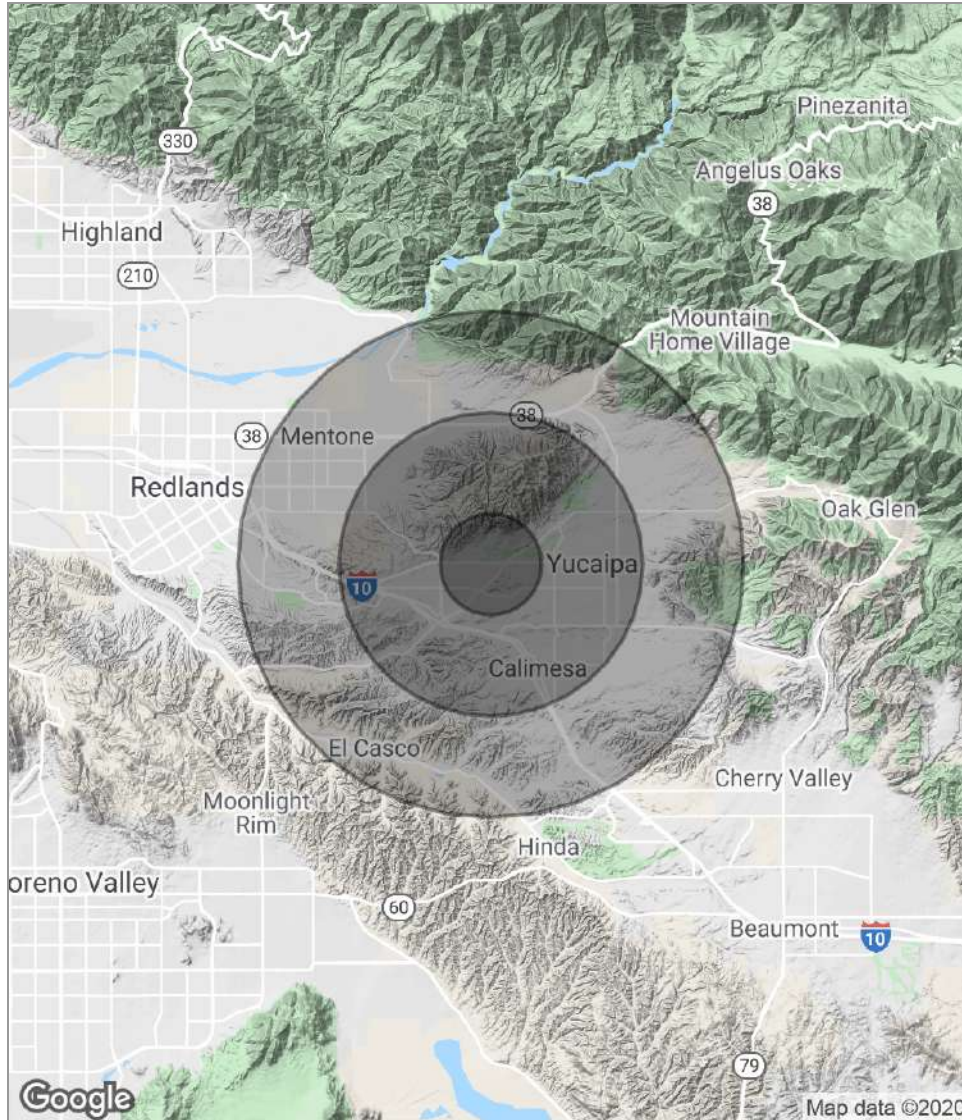 Pinezanita
330
Angelus Oaks
38
Highland
210
Mountain
Home Village
38
38
Mentone
Redlands
Oak Glen
Yucaipa
10
Calimesa
El Casco
Cherry Valley
Moonlight
Rim
Hinda
oreno Valley
60
Beaumont
10
79
Google
Map data ©2020